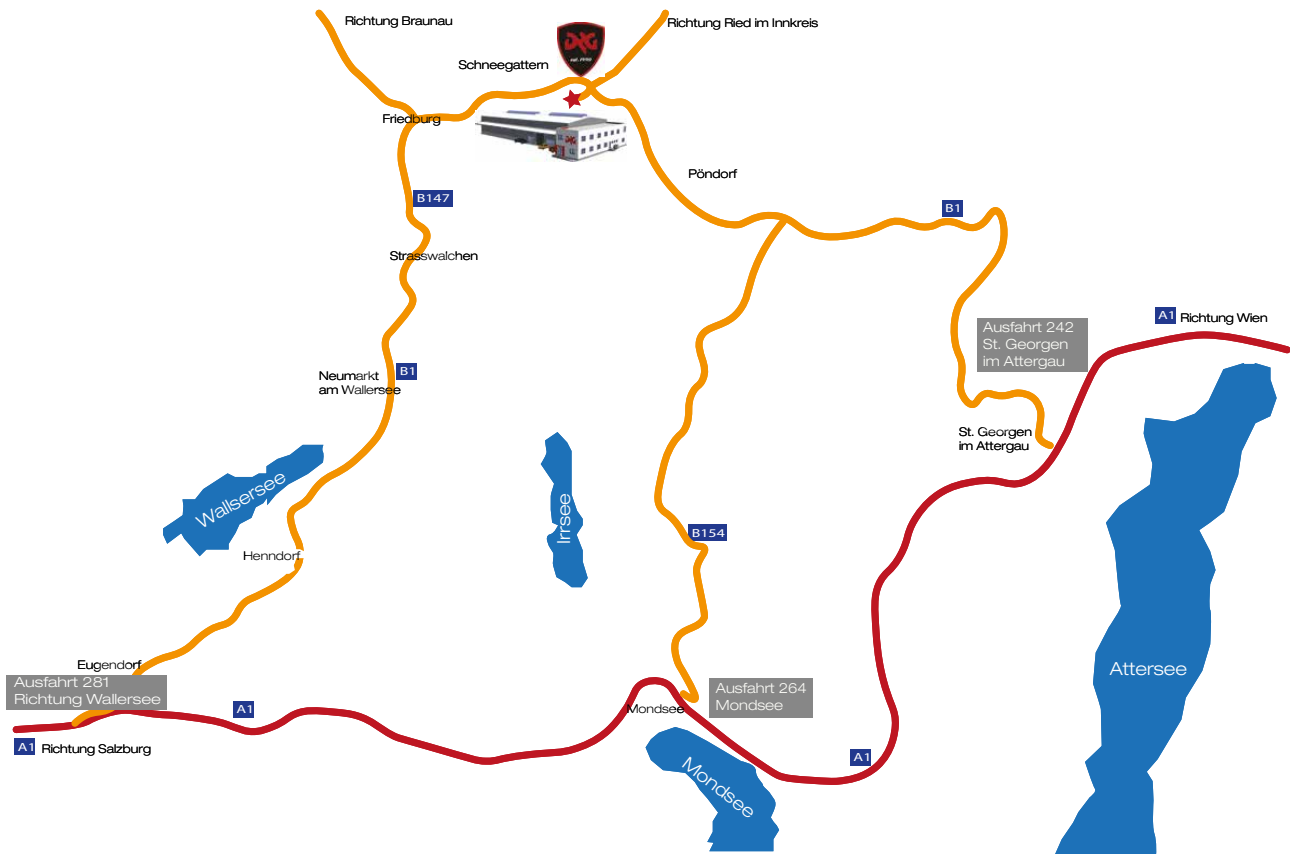 Richtung Braunau
Richtung Ried im Innkreis
Schneegattern
Friedburg
Pöndorf
B147
B1
Strasswalchen
A1 Richtung Wien
Ausfahrt 242
St. Georgen
im Attergau
Neumarkt
am Wallersee
B1
St. Georgen
im Attergau
Wallsersee
Irrsee
B154
Henndorf
Eugendorf
Attersee
Ausfahrt 281
Richtung Wallersee
Ausfahrt 264
Mondsee
Mondsee
A1
A1 Richtung Salzburg
A1
Mondsee